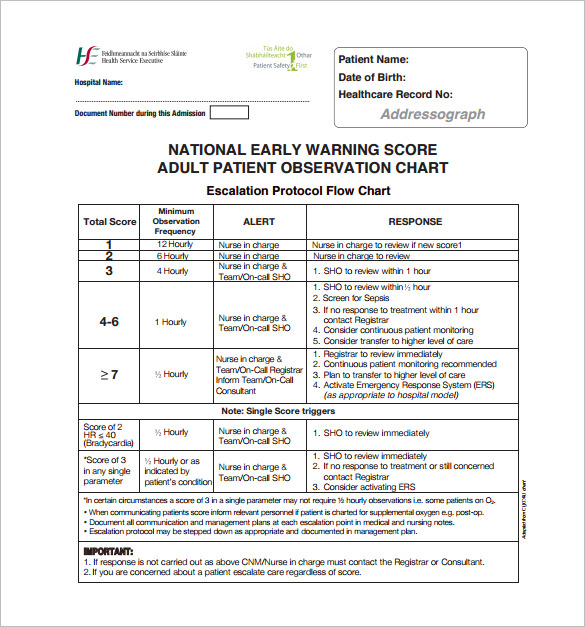 Feidhmeannacht na Seirbhíse Sláinte
Health Service Executive
Tús Áite do
Shábháilteacht 1 Othar
Patient Safety First
Hospital Name:
Document Number during this Admission
Patient Name:
Date of Birth:
Healthcare Record No:
Addressograph
NATIONAL EARLY WARNING SCORE
ADULT PATIENT OBSERVATION CHART
Escalation Protocol Flow Chart
Total Score
Minimum
Observation
Frequency
ALERT
RESPONSE
1
12 Hourly
Nurse in charge
Nurse in charge to review if new score1
2
6 Hourly
Nurse in charge
Nurse in charge to review
3
4 Hourly
Nurse in charge &
Team/On-call SHO
1. SHO to review within 1 hour
4-6
1 Hourly
Nurse in charge &
Team/On-call SHO
1. SHO to review within ½ hour
2. Screen for Sepsis
3. If no response to treatment within 1 hour
contact Registrar
4. Consider continuous patient monitoring
5. Consider transfer to higher level of care
≥ 7
½ Hourly
Nurse in charge &
Team/On-Call Registrar
Inform Team/On-Call
Consultant
1. Registrar to review immediately
2. Continuous patient monitoring recommended
3. Plan to transfer to higher level of care
4. Activate Emergency Response System (ERS)
(as appropriate to hospital model)
Note: Single Score triggers
Score of 2
HR ≤ 40
(Bradycardia)
½ Hourly
Nurse in charge &
Team/On-call SHO
1. SHO to review immediately
*Score of 3
in any single
parameter
½ Hourly or as
indicated by
patient's condition
Nurse in charge &
Team/On-call SHO
1. SHO to review immediately
2. If no response to treatment or still concerned
contact Registrar
3. Consider activating ERS
*In certain circumstances a score of 3 in a single parameter may not require ½ hourly observations i.e. some patients on O₂.
• When communicating patients score inform relevant personnel if patient is charted for supplemental oxygen e.g. post-op.
• Document all communication and management plans at each escalation point in medical and nursing notes.
• Escalation protocol may be stepped down as appropriate and documented in management plan.
IMPORTANT:
1. If response is not carried out as above CNM/Nurse in charge must contact the Registrar or Consultant.
2. If you are concerned about a patient escalate care regardless of score.
Adapted from
chart